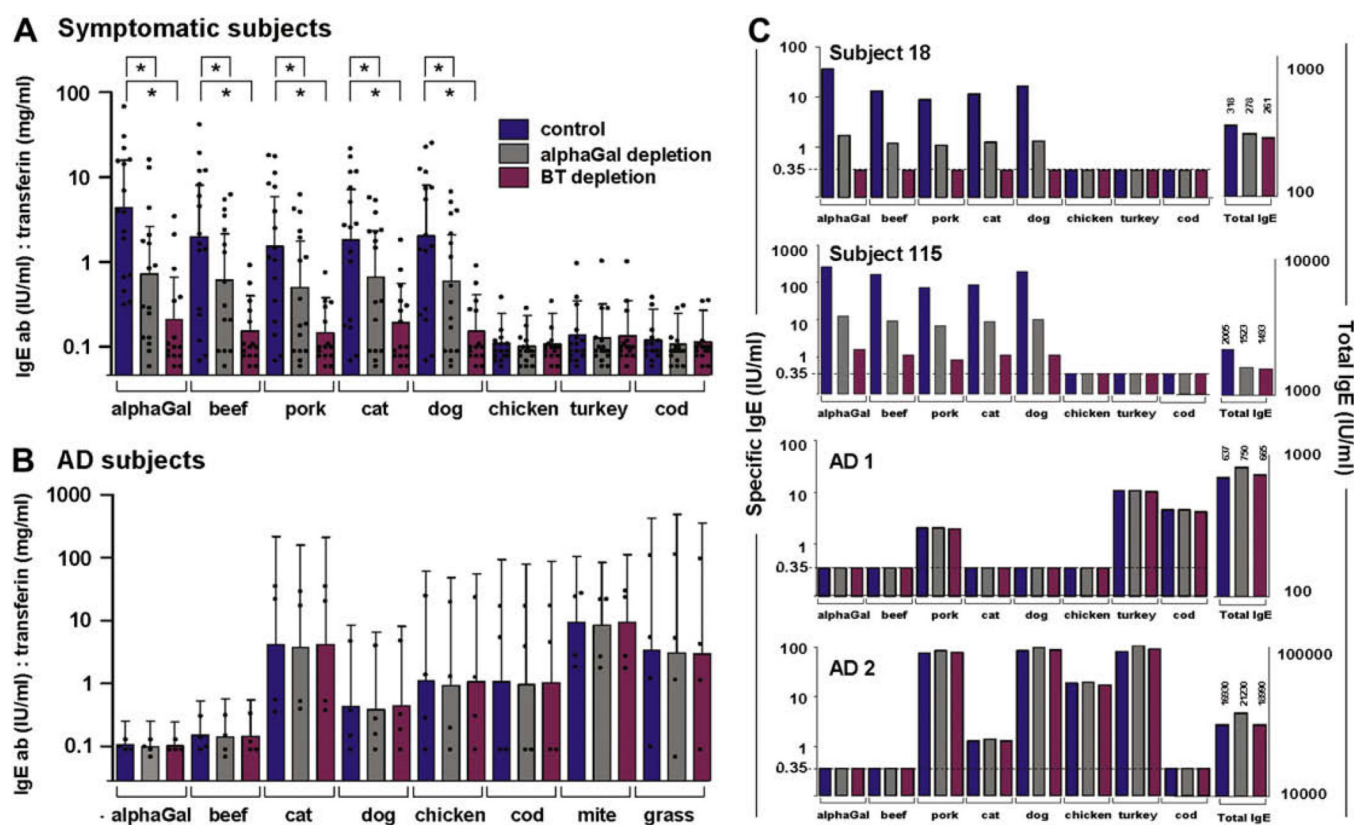 A Symptomatic subjects
* * * * *
* * * * *
IgE ab (IU/ml) : transferin (mg/ml)
100
10
1
0.1
control
alphaGal depletion
BT depletion
alphaGal beef pork cat dog chicken turkey cod
B AD subjects
IgE ab (IU/ml) : transferin (mg/ml)
1000
100
10
1
0.1
- alphaGal beef cat dog chicken cod mite grass
C
Specific IgE (IU/ml)
Total IgE (IU/ml)
Subject 18
100
10
1
0.35
318 278 261
1000
100
alphaGal beef pork cat dog chicken turkey cod Total IgE
Subject 115
1000
100
10
1
0.35
2095 1523 1493
10000
1000
alphaGal beef pork cat dog chicken turkey cod Total IgE
AD 1
100
10
1
0.35
637 750 665
1000
100
alphaGal beef pork cat dog chicken turkey cod Total IgE
AD 2
100
10
1
0.35
16930 21230 16990
100000
10000
alphaGal beef pork cat dog chicken turkey cod Total IgE